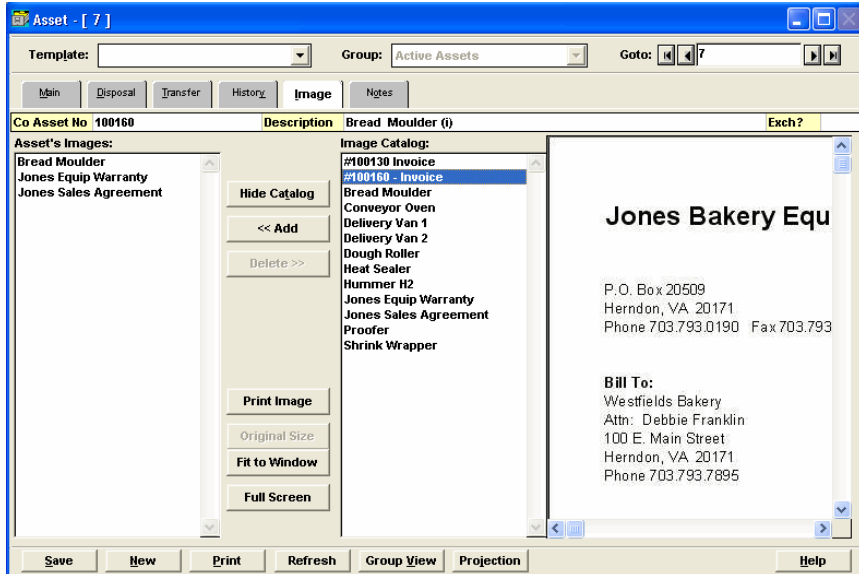 Asset - [ 7 ]
Template: Group: Active Assets Goto: 7
Main Disposal Transfer History Image Notes
Co Asset No 100160 Description Bread Moulder (i) Exch?
Asset's Images:
Bread Moulder
Jones Equip Warranty
Jones Sales Agreement
Hide Catalog
<< Add
Delete >>
Print Image
Original Size
Fit to Window
Full Screen
Image Catalog:
#100130 Invoice
#100160 - Invoice
Bread Moulder
Conveyor Oven
Delivery Van 1
Delivery Van 2
Dough Roller
Heat Sealer
Hummer H2
Jones Equip Warranty
Jones Sales Agreement
Proofer
Shrink Wrapper
Jones Bakery Equ
P.O. Box 20509
Herndon, VA 20171
Phone 703.793.0190 Fax 703.793
Bill To:
Westfields Bakery
Attn: Debbie Franklin
100 E. Main Street
Herndon, VA 20171
Phone 703.793.7895
Save New Print Refresh Group View Projection Help